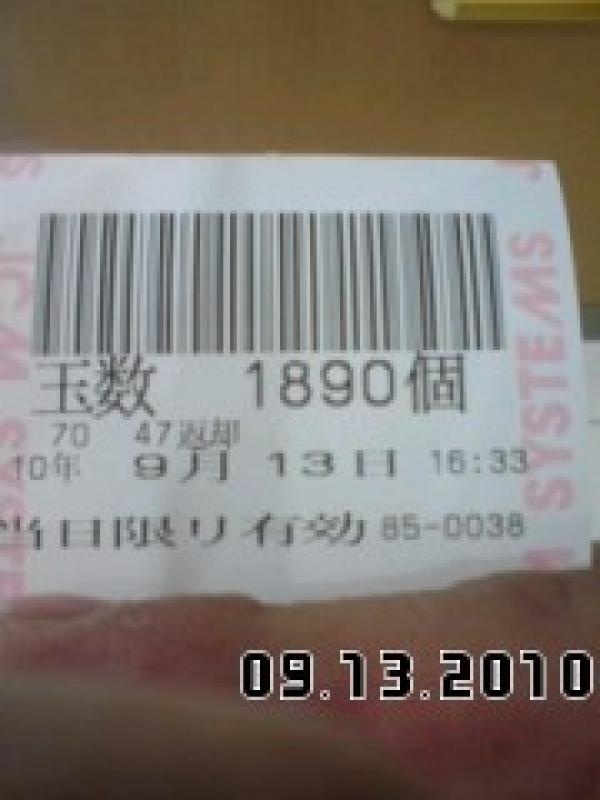 玉数 1890個
70 47返却
10年 9月 13日 16:33
当日限り有効 85-0038
SYSTEMS
09.13.2010